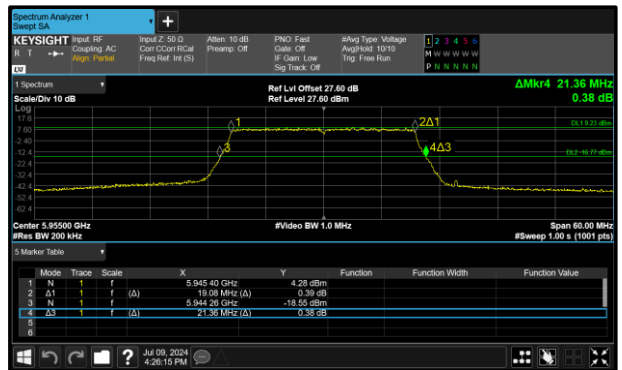 Spectrum Analyzer 1
Swept SA
+
KEYSIGHT Input: RF Input Z: 50 Ω Atten: 10 dB PNO: Fast #Avg Type: Voltage 1 2 3 4 5 6
R T Coupling: AC Corr CCorr RCal Preamp: Off Gate: Off Avg|Hold: 10/10 M W W W W W
Align: Partial Freq Ref: Int (S) IF Gain: Low Trig: Free Run
LXI Sig Track: Off P N N N N N
1 Spectrum Ref Lvl Offset 27.60 dB ΔMkr4 21.36 MHz
Scale/Div 10 dB Ref Level 27.60 dBm 0.38 dB
Log
17.6
7.60
-2.40
-12.4
-22.4
-32.4
-42.4
-52.4
-62.4
1
2Δ1
DL1 9.23 dBm
3
4Δ3
DL2 -16.77 dBm
Center 5.95500 GHz #Video BW 1.0 MHz Span 60.00 MHz
#Res BW 200 kHz #Sweep 1.00 s (1001 pts)
5 Marker Table
Mode Trace Scale X Y Function Function Width Function Value
1 N 1 f 5.945 40 GHz 4.28 dBm
2 Δ1 1 f (Δ) 19.08 MHz (Δ) 0.39 dB
3 N 1 f 5.944 26 GHz -18.55 dBm
4 Δ3 1 f (Δ) 21.36 MHz (Δ) 0.38 dB
5
6
? Jul 09, 2024
4:26:15 PM